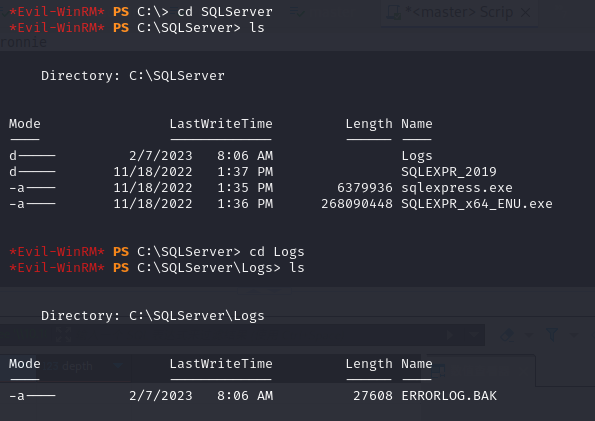 *Evil-WinRM* PS C:\> cd SQLServer
*<master> Scrip ×
*Evil-WinRM* PS C:\SQLServer> ls
ronnie
Directory: C:\SQLServer
Mode LastWriteTime Length Name
---- ------------- ------ ----
d----- 2/7/2023 8:06 AM Logs
d----- 11/18/2022 1:37 PM SQLEXPR_2019
-a---- 11/18/2022 1:35 PM 6379936 sqlexpress.exe
-a---- 11/18/2022 1:36 PM 268090448 SQLEXPR_x64_ENU.exe
*Evil-WinRM* PS C:\SQLServer> cd Logs
*Evil-WinRM* PS C:\SQLServer\Logs> ls
Directory: C:\SQLServer\Logs
Mode LastWriteTime Length Name
---- ------------- ------ ----
-a---- 2/7/2023 8:06 AM 27608 ERRORLOG.BAK
depth